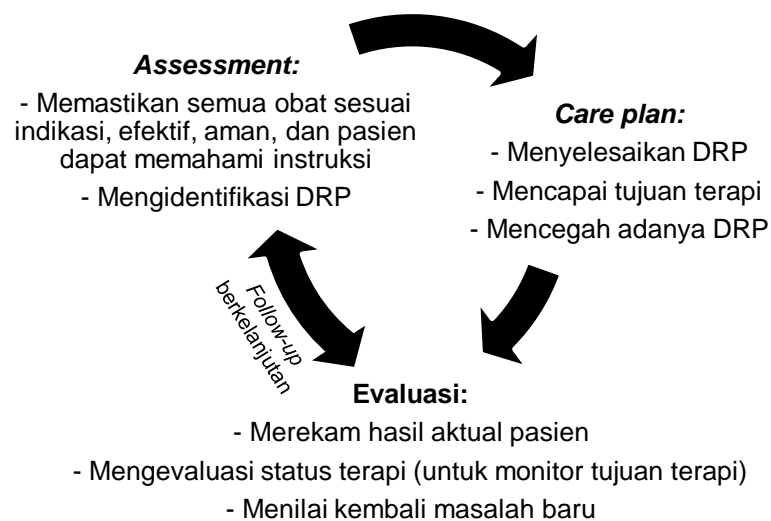 Assessment:
- Memastikan semua obat sesuai
indikasi, efektif, aman, dan pasien
dapat memahami instruksi
- Mengidentifikasi DRP
Care plan:
- Menyelesaikan DRP
- Mencapai tujuan terapi
- Mencegah adanya DRP
Follow-up
berkelanjutan
Evaluasi:
- Merekam hasil aktual pasien
- Mengevaluasi status terapi (untuk monitor tujuan terapi)
- Menilai kembali masalah baru